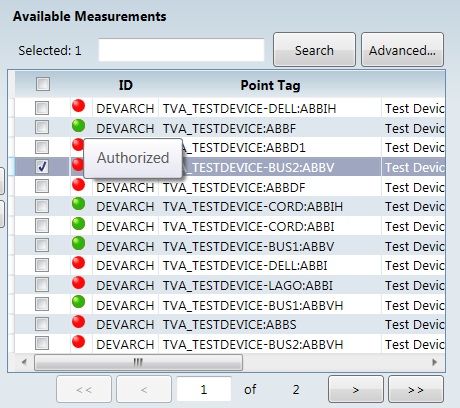 Available Measurements
Selected: 1
Search
Advanced...
ID Point Tag
DEVARCH TVA_TESTDEVICE-DELL:ABBIH Test Devic
DEVARCH TVA_TESTDEVICE:ABBF Test Devic
DEVARCH TVA_TESTDEVICE:ABBD1 Test Devic
Authorized
TVA_TESTDEVICE-BUS2:ABBV Test Devic
DEVARCH TVA_TESTDEVICE:ABBDF Test Devic
DEVARCH TVA_TESTDEVICE-CORD:ABBIH Test Devic
DEVARCH TVA_TESTDEVICE-CORD:ABBI Test Devic
DEVARCH TVA_TESTDEVICE-BUS1:ABBV Test Devic
DEVARCH TVA_TESTDEVICE-DELL:ABBI Test Devic
DEVARCH TVA_TESTDEVICE-LAGO:ABBI Test Devic
DEVARCH TVA_TESTDEVICE-BUS1:ABBVH Test Devic
DEVARCH TVA_TESTDEVICE:ABBS Test Devic
DEVARCH TVA_TESTDEVICE-BUS2:ABBVH Test Devic
<< < 1 of 2 > >>